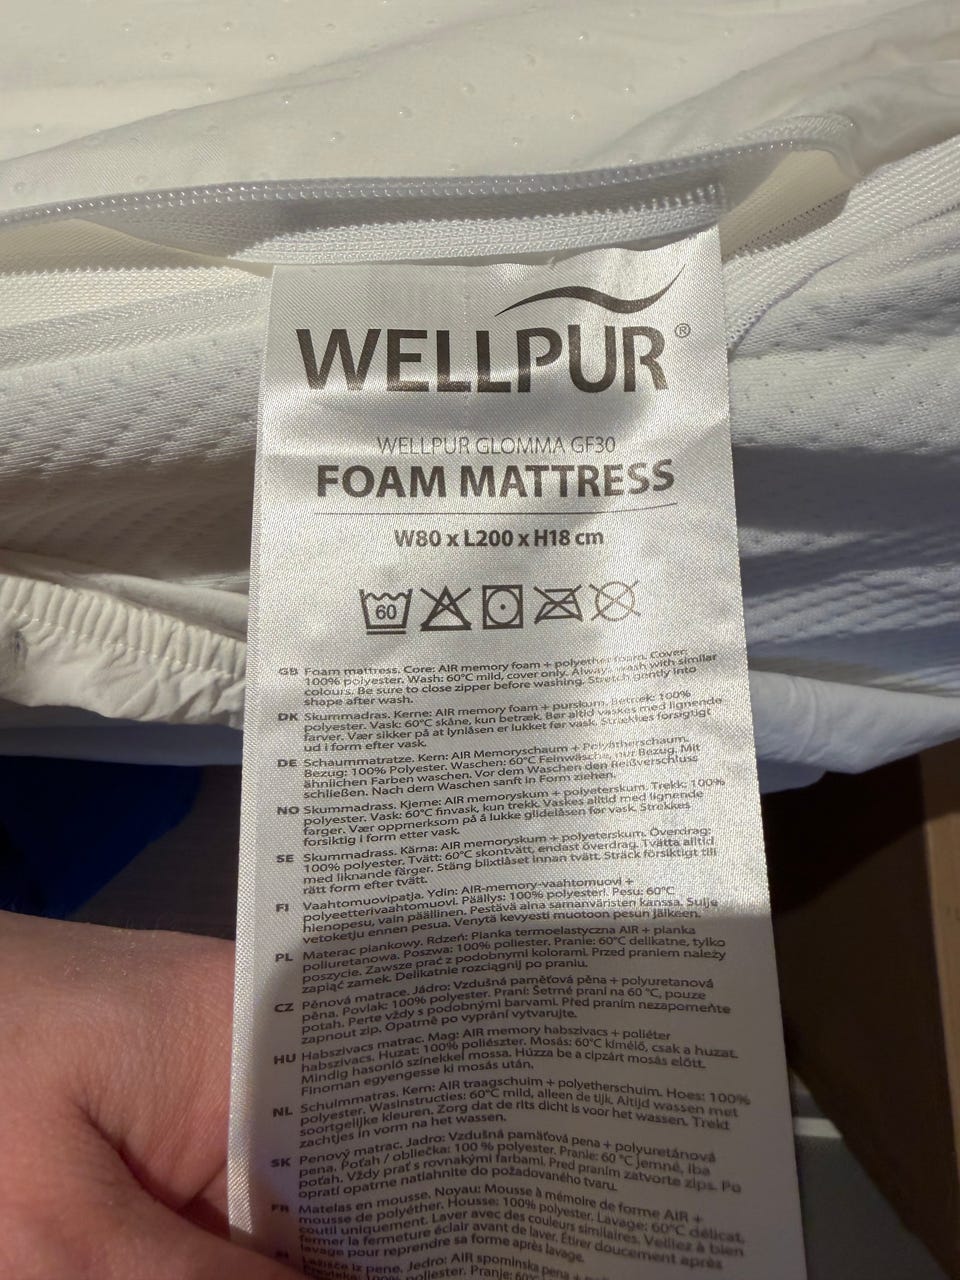 WELLPUR®
WELLPUR GLOMMA GF30
FOAM MATTRESS
W80 x L200 x H18 cm
60
GB Foam mattress. Core: AIR memory foam + polyether foam. Cover:
100% polyester. Wash: 60°C mild, cover only. Always wash with similar
colours. Be sure to close zipper before washing. Stretch gently into
shape after wash.
DK Skummadras. Kerne: AIR memory foam + purskum. Betræk: 100%
polyester. Vask: 60°C skåne, kun betræk. Bør altid vaskes med lignende
farver. Vær sikker på at lynlåsen er lukket før vask. Strækkes forsigtigt
ud i form efter vask.
DE Schaummatratze. Kern: AIR Memoryschaum + Polyätherschaum.
Bezug: 100% Polyester. Waschen: 60°C Feinwäsche, nur Bezug. Mit
ähnlichen Farben waschen. Vor dem Waschen den Reißverschluss
schließen. Nach dem Waschen sanft in Form ziehen.
NO Skummadrass. Kjerne: AIR memoryskum + polyeterskum. Trekk: 100%
polyester. Vask: 60°C finvask, kun trekk. Vaskes alltid med lignende
farger. Vær oppmerksom på å lukke glidelåsen før vask. Strekkes
forsiktig i form etter vask.
SE Skummadrass. Kärna: AIR memoryskum + polyeterskum. Överdrag:
100% polyester. Tvätt: 60°C skontvätt, endast överdrag. Tvätta alltid
med liknande färger. Stäng blixtlåset innan tvätt. Sträck försiktigt till
rätt form efter tvätt.
FI Vaahtomuovipatja. Ydin: AIR-memory-vaahtomuovi +
polyeetterivaahtomuovi. Päällys: 100% polyesteri. Pesu: 60°C
hienopesu, vain päällinen. Pestävä aina samanväristen kanssa. Sulje
vetoketju ennen pesua. Venytä kevyesti muotoon pesun jälkeen.
PL Materac piankowy. Rdzeń: Pianka termoelastyczna AIR + pianka
poliuretanowa. Poszwa: 100% poliester. Pranie: 60°C delikatne, tylko
poszycie. Zawsze prać z podobnymi kolorami. Przed praniem należy
zapiąć zamek. Delikatnie rozciągnij po praniu.
CZ Pěnová matrace. Jádro: Vzdušná paměťová pěna + polyuretanová
pěna. Povlak: 100% polyester. Praní: Šetrné praní na 60 °C, pouze
potah. Perte vždy s podobnými barvami. Před praním nezapomeňte
zapnout zip. Opatrně po vyprání vytvarujte.
HU Habszivacs matrac. Mag: AIR memory habszivacs + poliéter
habszivacs. Huzat: 100% poliészter. Mosás: 60°C kímélő, csak a huzat.
Mindig hasonló színekkel mossa. Húzza be a cipzárt mosás előtt.
Finoman egyengesse ki mosás után.
NL Schuimmatras. Kern: AIR traagschuim + polyetherschuim. Hoes: 100%
polyester. Wasinstructies: 60°C mild, alleen de tijk. Altijd wassen met
soortgelijke kleuren. Zorg dat de rits dicht is voor het wassen. Trekt
zachtjes in vorm na het wassen.
SK Penový matrac. Jadro: Vzdušná pamäťová pena + polyuretánová
pena. Poťah / obliečka: 100 % polyester. Pranie: 60 °C jemné, iba
poťah. Vždy prať s rovnakými farbami. Pred praním zatvorte zips. Po
opratí opatrne natiahnite do požadovaného tvaru.
FR Matelas en mousse. Noyau: Mousse à mémoire de forme AIR +
mousse de polyéther. Housse: 100% polyester. Lavage: 60°C délicat,
coutil uniquement. Laver avec des couleurs similaires. Veillez à bien
fermer la fermeture éclair avant de laver. Étirer doucement après
lavage pour reprendre sa forme après lavage.
Ležišče iz pene. Jedro: AIR spominska pena +
Prevleka: 100% poliester. Pranje: 60°